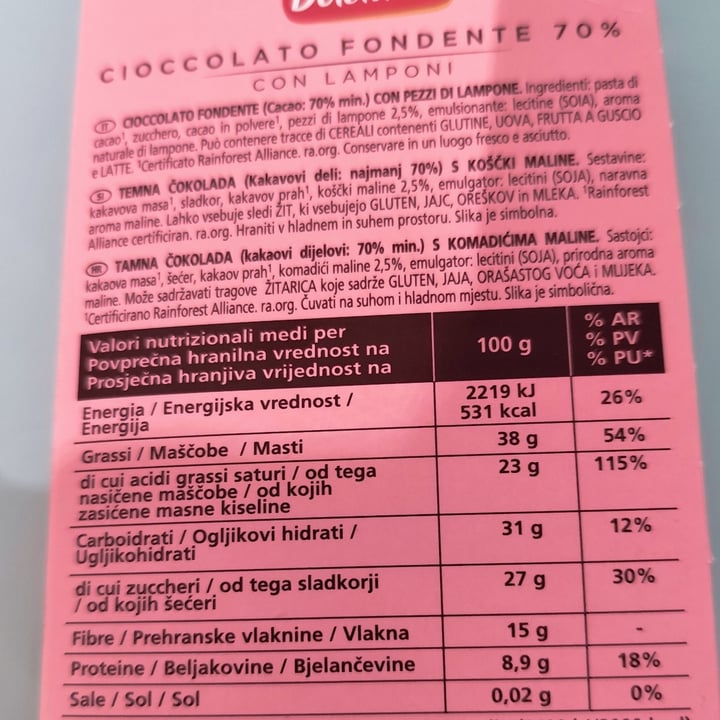 CIOCCOLATO FONDENTE 70%
CON LAMPONI
IT CIOCCOLATO FONDENTE (Cacao: 70% min.) CON PEZZI DI LAMPONE. Ingredienti: pasta di
cacao¹, zucchero, cacao in polvere¹, pezzi di lampone 2,5%, emulsionante: lecitine (SOIA), aroma
naturale di lampone. Può contenere tracce di CEREALI contenenti GLUTINE, UOVA, FRUTTA A GUSCIO
e LATTE. ¹Certificato Rainforest Alliance. ra.org. Conservare in un luogo fresco e asciutto.
SI TEMNA ČOKOLADA (Kakavovi deli: najmanj 70%) S KOŠČKI MALINE. Sestavine:
kakavova masa¹, sladkor, kakavov prah¹, koščki maline 2,5%, emulgator: lecitini (SOJA), naravna
aroma maline. Lahko vsebuje sledi ŽIT, ki vsebujejo GLUTEN, JAJC, OREŠKOV in MLEKA. ¹Rainforest
Alliance certificiran. ra.org. Hraniti v hladnem in suhem prostoru. Slika je simbolna.
HR TAMNA ČOKOLADA (kakaovi dijelovi: 70% min.) S KOMADIĆIMA MALINE. Sastojci:
kakaova masa¹, šećer, kakaov prah¹, komadići maline 2,5%, emulgator: lecitini (SOJA), prirodna aroma
maline. Može sadržavati tragove ŽITARICA koje sadrže GLUTEN, JAJA, ORAŠASTOG VOĆA i MLIJEKA.
¹Certificirano Rainforest Alliance. ra.org. Čuvati na suhom i hladnom mjestu. Slika je simbolična.
Valori nutrizionali medi per
Povprečna hranilna vrednost na
Prosječna hranjiva vrijednost na
100 g
% AR
% PV
% PU*
Energia / Energijska vrednost /
Energija
2219 kJ
531 kcal
26%
Grassi / Maščobe / Masti
38 g
54%
di cui acidi grassi saturi / od tega
nasičene maščobe / od kojih
zasićene masne kiseline
23 g
115%
Carboidrati / Ogljikovi hidrati /
Ugljikohidrati
31 g
12%
di cui zuccheri / od tega sladkorji
/ od kojih šećeri
27 g
30%
Fibre / Prehranske vlaknine / Vlakna
15 g
-
Proteine / Beljakovine / Bjelančevine
8,9 g
18%
Sale / Sol / Sol
0,02 g
0%